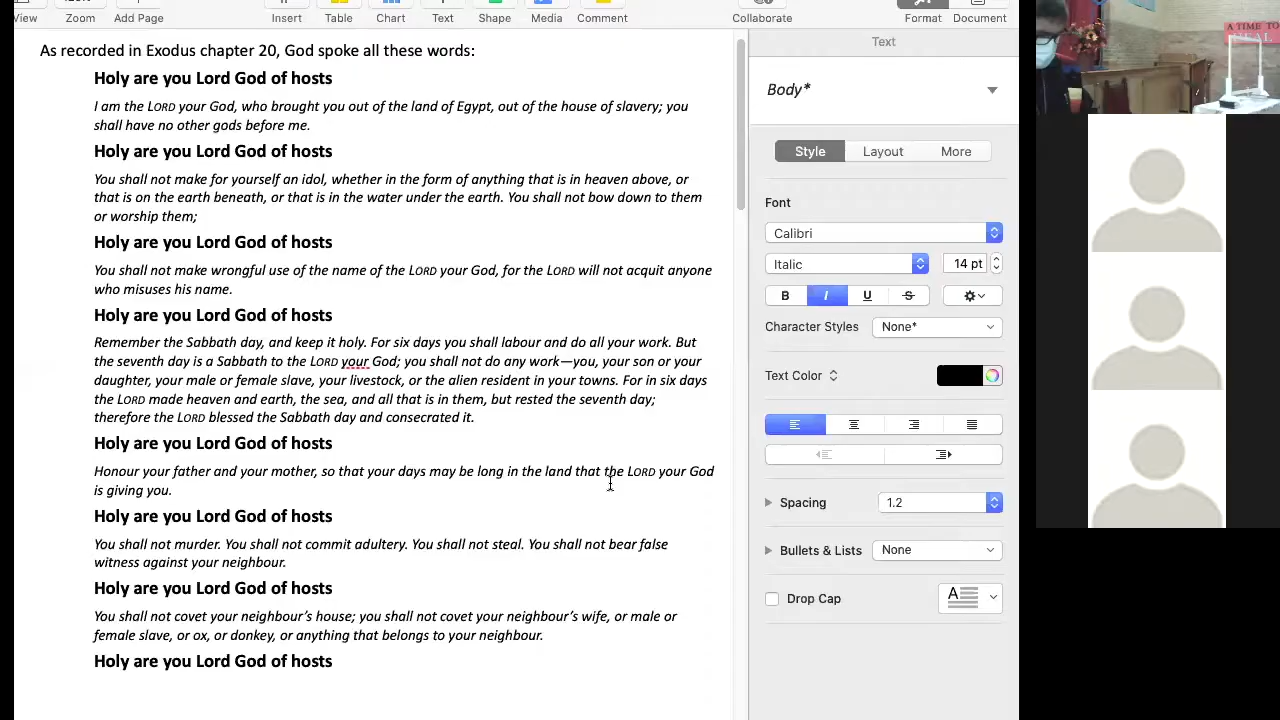 View Zoom Add Page Insert Table Chart Text Shape Media Comment Collaborate Format Document
As recorded in Exodus chapter 20, God spoke all these words:
Holy are you Lord God of hosts
I am the LORD your God, who brought you out of the land of Egypt, out of the house of slavery; you
shall have no other gods before me.
Holy are you Lord God of hosts
You shall not make for yourself an idol, whether in the form of anything that is in heaven above, or
that is on the earth beneath, or that is in the water under the earth. You shall not bow down to them
or worship them;
Holy are you Lord God of hosts
You shall not make wrongful use of the name of the LORD your God, for the LORD will not acquit anyone
who misuses his name.
Holy are you Lord God of hosts
Remember the Sabbath day, and keep it holy. For six days you shall labour and do all your work. But
the seventh day is a Sabbath to the LORD your God; you shall not do any work—you, your son or your
daughter, your male or female slave, your livestock, or the alien resident in your towns. For in six days
the LORD made heaven and earth, the sea, and all that is in them, but rested the seventh day;
therefore the LORD blessed the Sabbath day and consecrated it.
Holy are you Lord God of hosts
Honour your father and your mother, so that your days may be long in the land that the LORD your God
is giving you.
Holy are you Lord God of hosts
You shall not murder. You shall not commit adultery. You shall not steal. You shall not bear false
witness against your neighbour.
Holy are you Lord God of hosts
You shall not covet your neighbour’s house; you shall not covet your neighbour’s wife, or male or
female slave, or ox, or donkey, or anything that belongs to your neighbour.
Holy are you Lord God of hosts
Text
Body*
Style Layout More
Font
Calibri
Italic 14 pt
B I U S
Character Styles None*
Text Color
Spacing 1.2
Bullets & Lists None
Drop Cap A
A TIME TO
HEAL